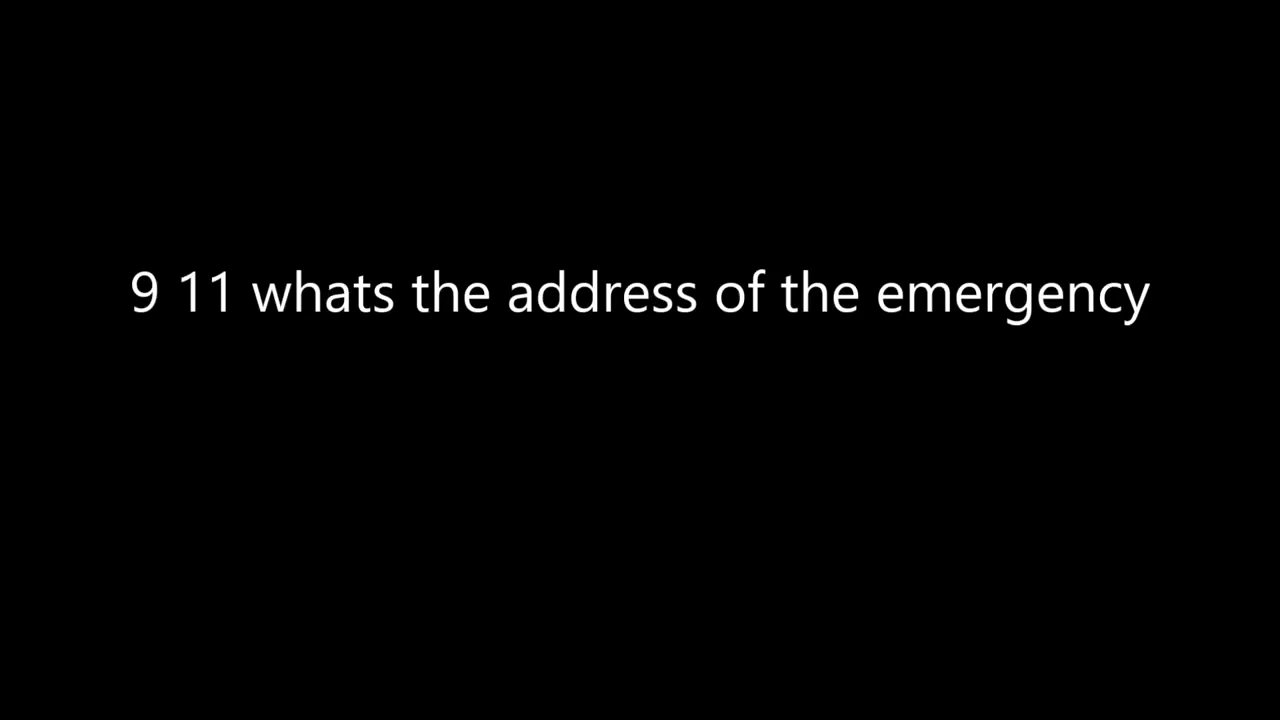 9 11 whats the address of the emergency